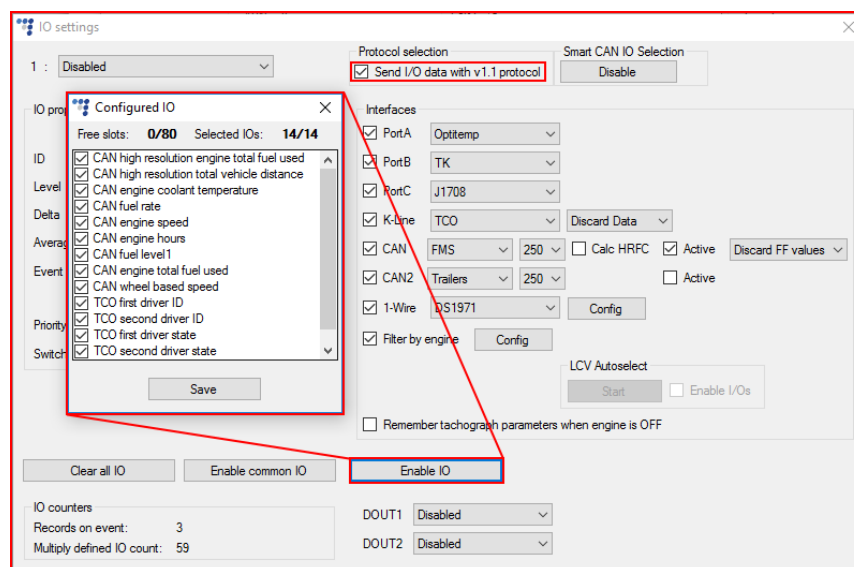 IO settings
Protocol selection
Smart CAN IO Selection
1 : Disabled
Send I/O data with v1.1 protocol
Disable
IO prop
Configured IO
Free slots: 0/80 Selected IOs: 14/14
CAN high resolution engine total fuel used
CAN high resolution total vehicle distance
CAN engine coolant temperature
CAN fuel rate
CAN engine speed
CAN engine hours
CAN fuel level1
CAN engine total fuel used
CAN wheel based speed
TCO first driver ID
TCO second driver ID
TCO first driver state
TCO second driver state
Save
ID
Level
Delta
Averag
Event
Priority
Switch
Interfaces
PortA Optitemp
PortB TK
PortC J1708
K-Line TCO Discard Data
CAN FMS 250 Calc HRFC Active Discard FF values
CAN2 Trailers 250 Active
1-Wire DS1971 Config
Filter by engine Config
LCV Autoselect
Start Enable I/Os
Remember tachograph parameters when engine is OFF
Clear all IO Enable common IO Enable IO
IO counters
Records on event: 3
Multiply defined IO count: 59
DOUT1 Disabled
DOUT2 Disabled